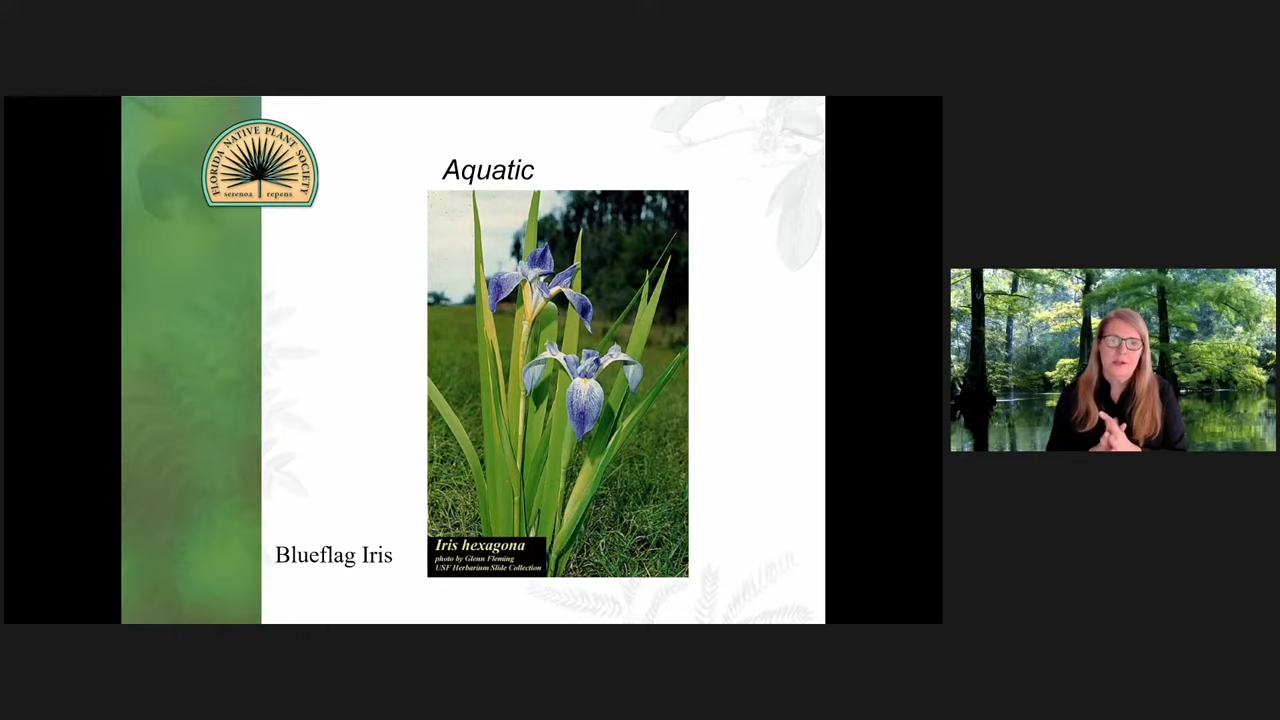 FLORIDA NATIVE PLANT SOCIETY
serenoa repens
Aquatic
Iris hexagona
photo by Glenn Fleming
USF Herbarium Slide Collection
Blueflag Iris